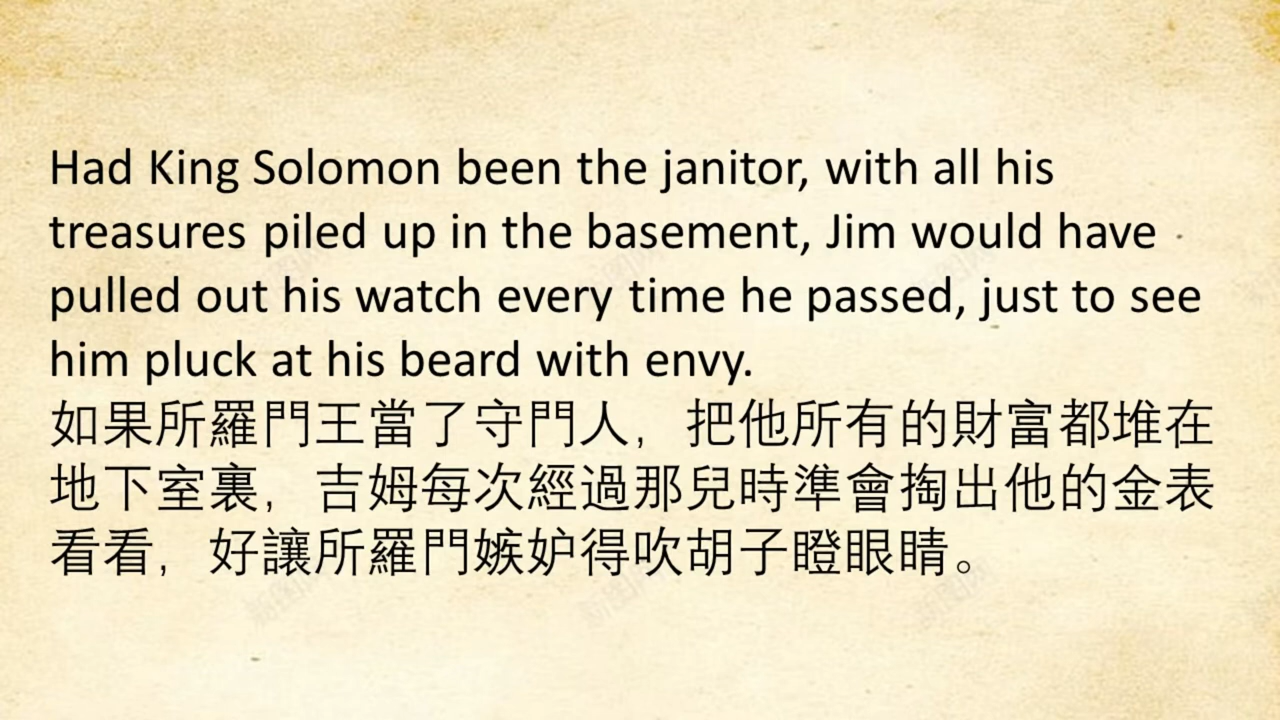 Had King Solomon been the janitor, with all his
treasures piled up in the basement, Jim would have
pulled out his watch every time he passed, just to see
him pluck at his beard with envy.
如果所羅門王當了守門人，把他所有的財富都堆在
地下室裏，吉姆每次經過那兒時準會掏出他的金表
看看，好讓所羅門嫉妒得吹胡子瞪眼睛。